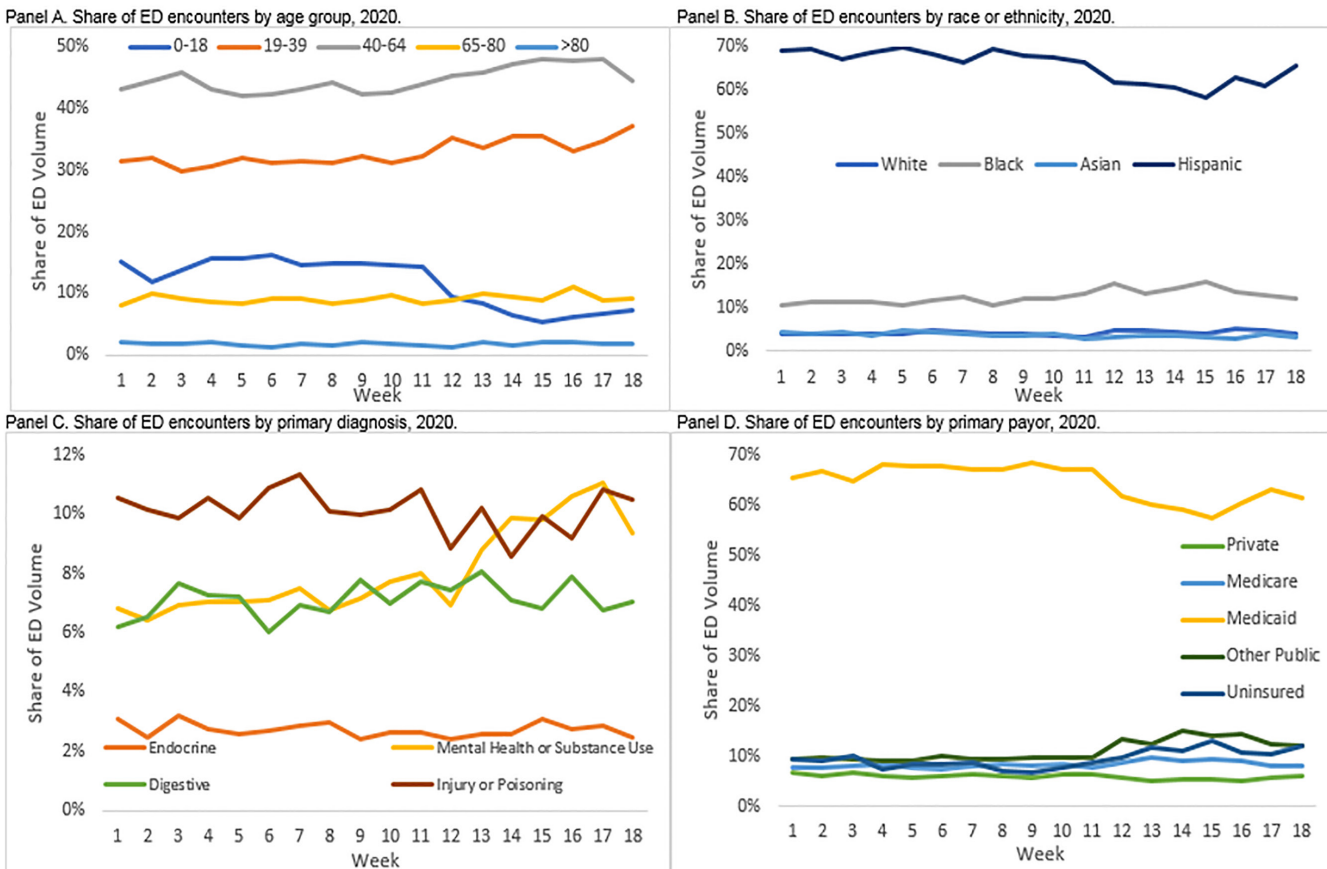 Panel A. Share of ED encounters by age group, 2020.
50%
0-18 19-39 40-64 65-80 >80
40%
30%
20%
10%
0%
Share of ED Volume
1 2 3 4 5 6 7 8 9 10 11 12 13 14 15 16 17 18
Week
Panel B. Share of ED encounters by race or ethnicity, 2020.
70%
60%
50%
White Black Asian Hispanic
40%
30%
20%
10%
0%
Share of ED Volume
1 2 3 4 5 6 7 8 9 10 11 12 13 14 15 16 17 18
Week
Panel C. Share of ED encounters by primary diagnosis, 2020.
12%
10%
8%
6%
4%
2%
0%
Share of ED Volume
Endocrine Mental Health or Substance Use
Digestive Injury or Poisoning
1 2 3 4 5 6 7 8 9 10 11 12 13 14 15 16 17 18
Week
Panel D. Share of ED encounters by primary payor, 2020.
70%
60%
50%
40%
30%
20%
10%
0%
Share of ED Volume
Private
Medicare
Medicaid
Other Public
Uninsured
1 2 3 4 5 6 7 8 9 10 11 12 13 14 15 16 17 18
Week